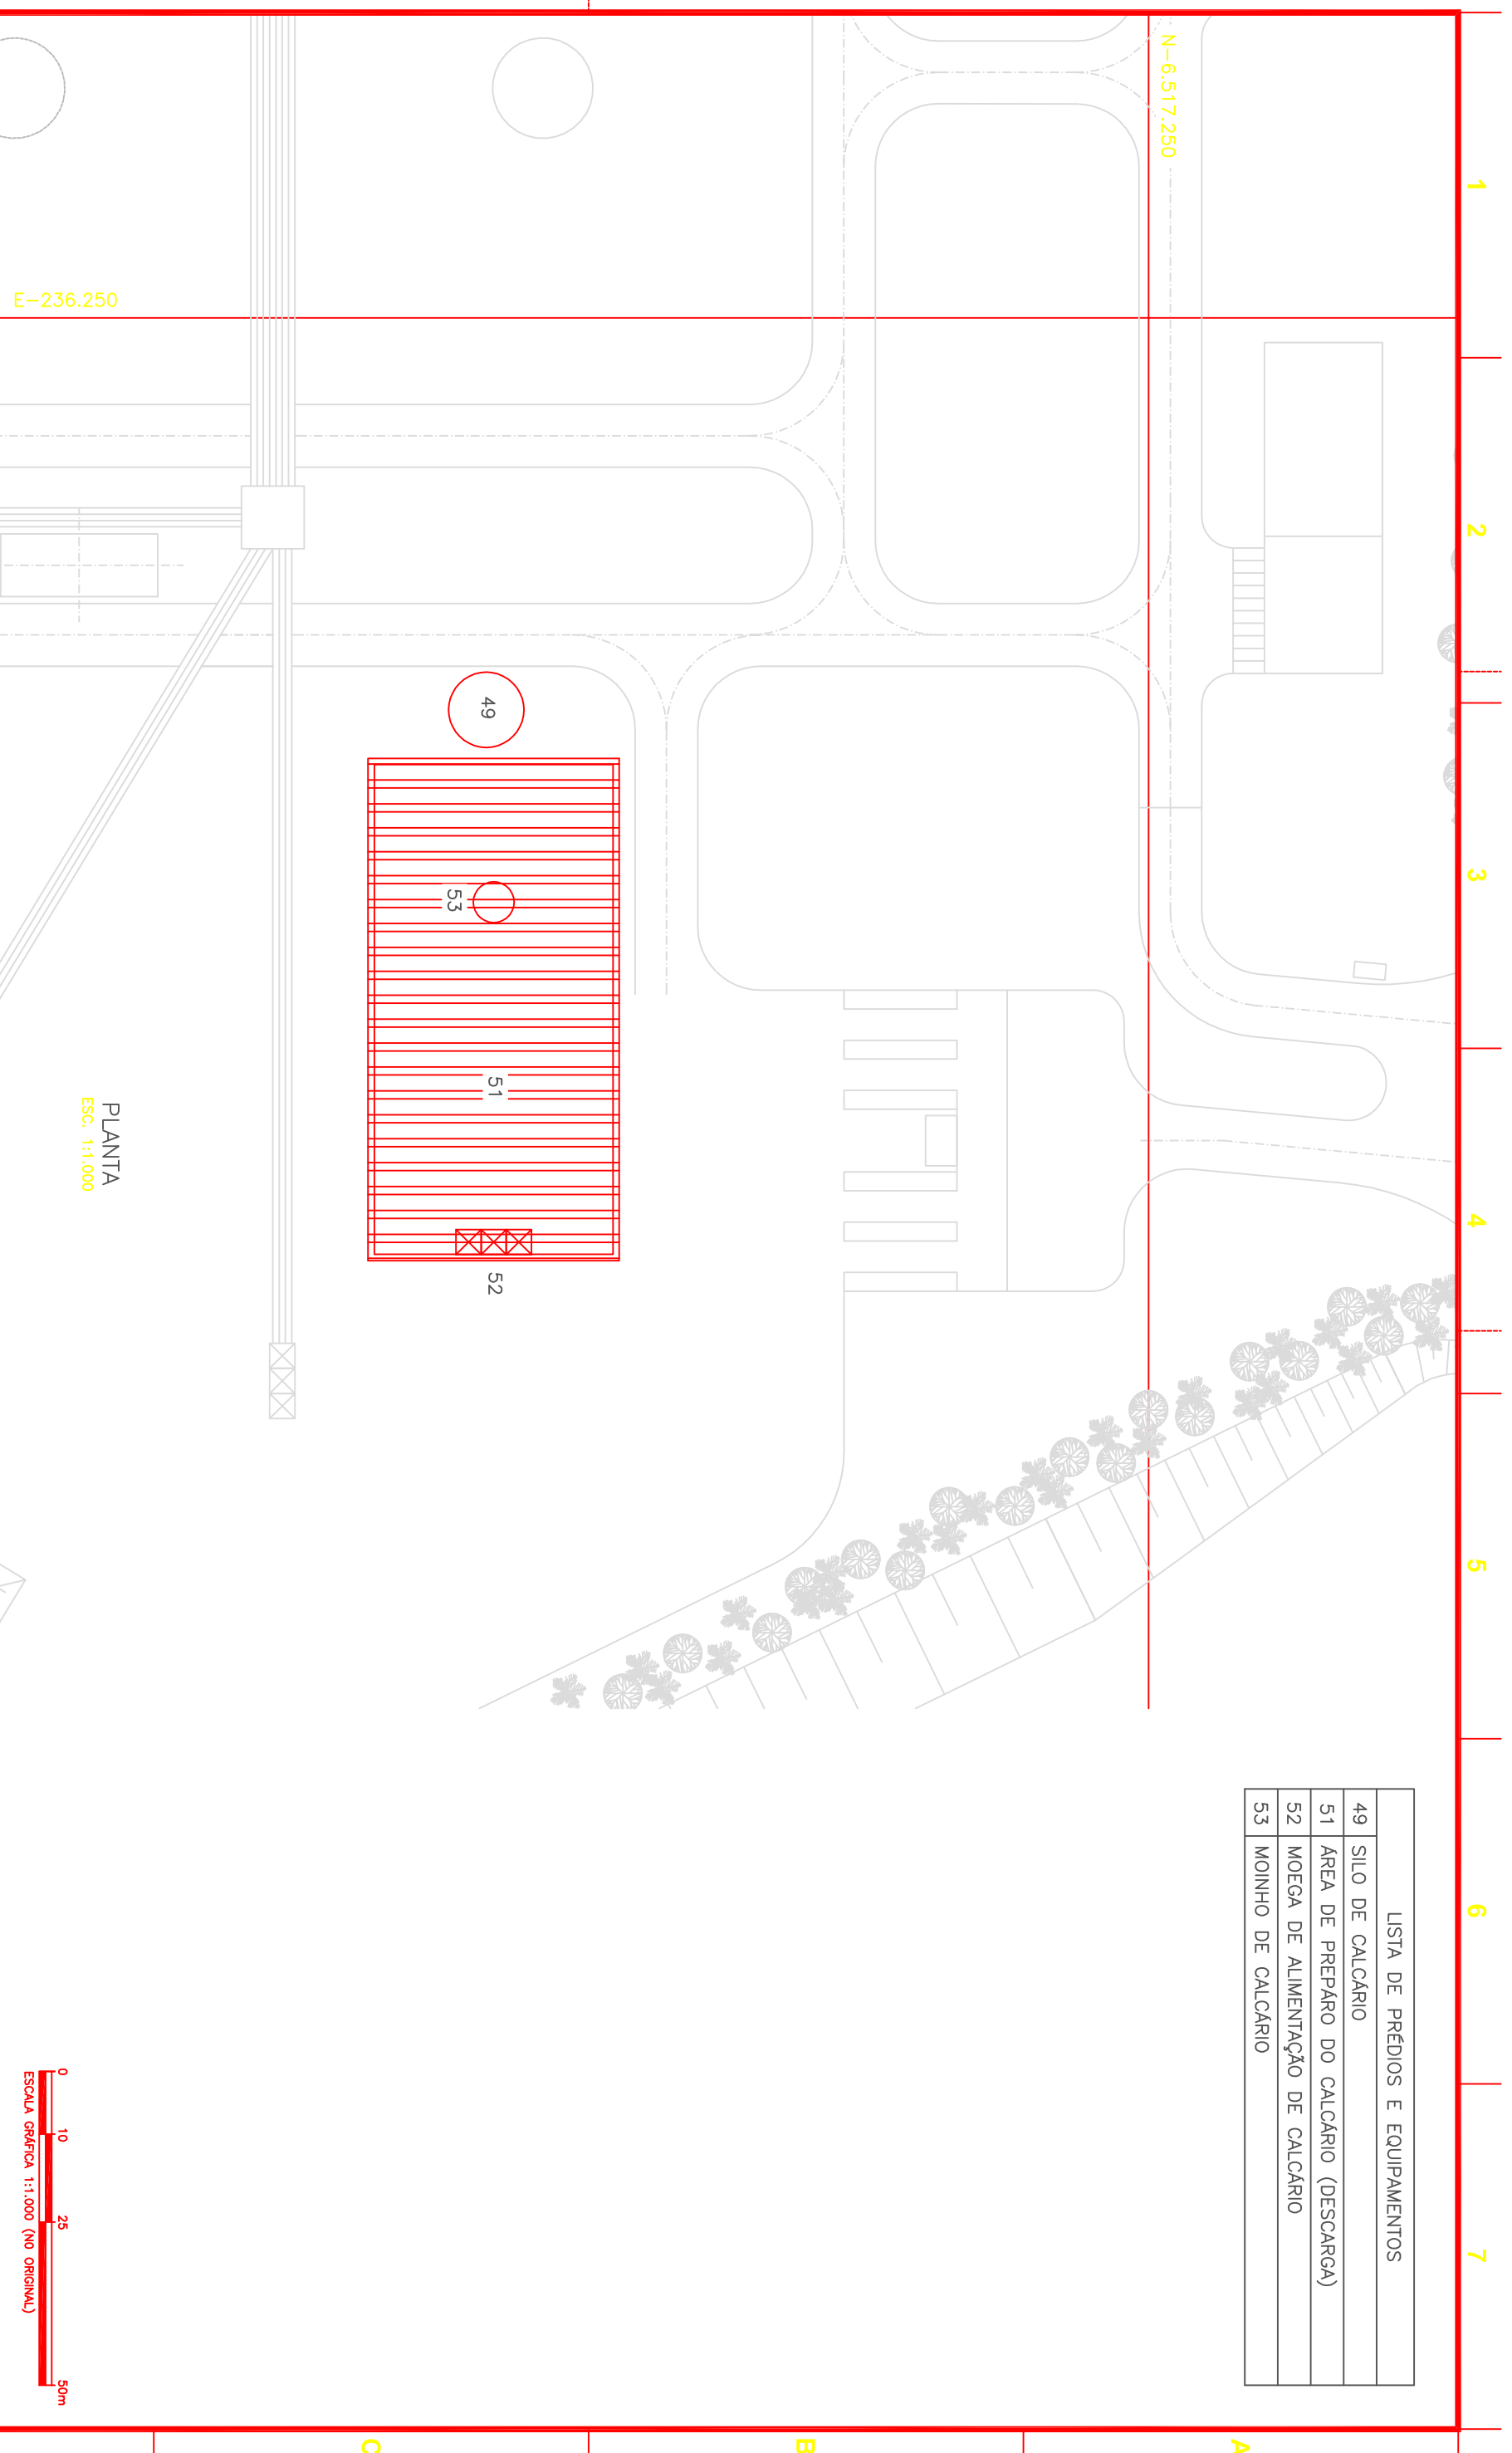 1
2
3
4
5
6
7
A
B
C
N-6.517.250
E-236.250
49
53
51
52
PLANTA
ESC. 1:1.000
LISTA DE PRÉDIOS E EQUIPAMENTOS
49 SILO DE CALCÁRIO
51 ÁREA DE PREPÁRO DO CALCÁRIO (DESCARGA)
52 MOEGA DE ALIMENTAÇÃO DE CALCÁRIO
53 MOINHO DE CALCÁRIO
0 10 25 50m
ESCALA GRÁFICA 1:1.000 (NO ORIGINAL)